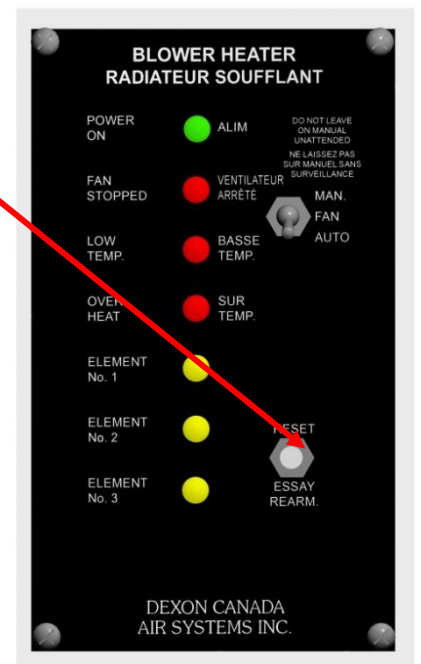 BLOWER HEATER
RADIATEUR SOUFFLANT
POWER
ON
ALIM
DO NOT LEAVE
ON MANUAL
UNATTENDED
NE LAISSEZ PAS
SUR MANUEL SANS
SURVEILLANCE
FAN
STOPPED
VENTILATEUR
ARRÊTÉ
MAN.
FAN
AUTO
LOW
TEMP.
BASSE
TEMP.
OVER
HEAT
SUR
TEMP.
ELEMENT
No. 1
ELEMENT
No. 2
RESET
ELEMENT
No. 3
ESSAY
REARM.
DEXON CANADA
AIR SYSTEMS INC.